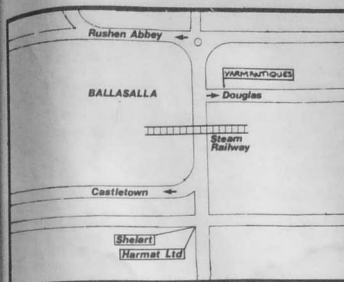 Rushen Abbey
YARM ANTIQUES
BALLASALLA
Douglas
Steam
Railway
Castletown
Shelart
Harmat Ltd